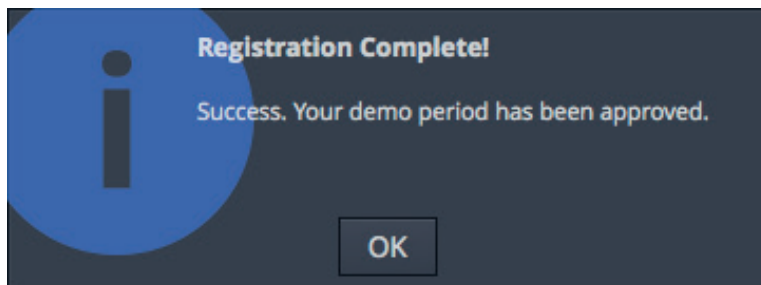 Registration Complete!
Success. Your demo period has been approved.
OK